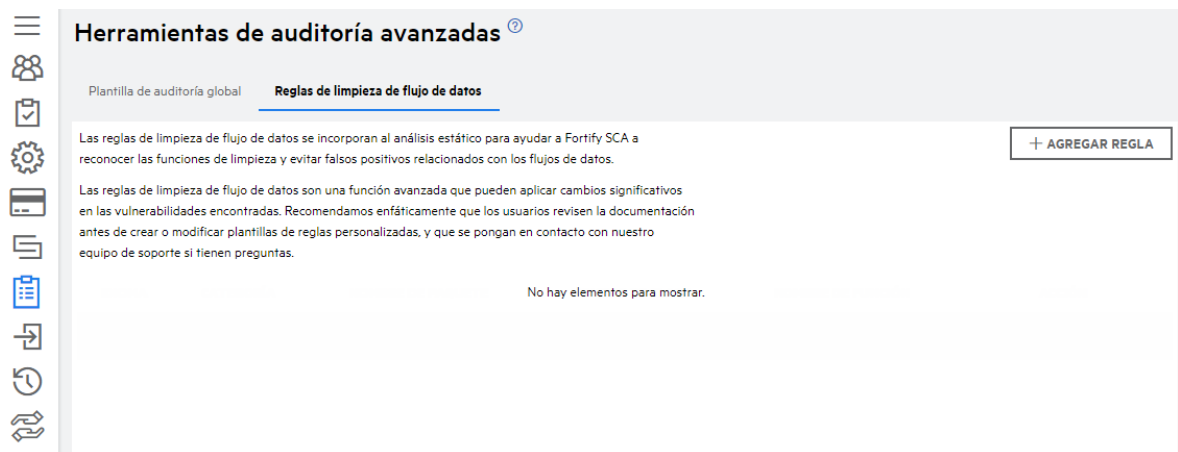 Herramientas de auditoría avanzadas ?
Plantilla de auditoría global
Reglas de limpieza de flujo de datos
Las reglas de limpieza de flujo de datos se incorporan al análisis estático para ayudar a Fortify SCA a
reconocer las funciones de limpieza y evitar falsos positivos relacionados con los flujos de datos.
+ AGREGAR REGLA
Las reglas de limpieza de flujo de datos son una función avanzada que pueden aplicar cambios significativos
en las vulnerabilidades encontradas. Recomendamos enfáticamente que los usuarios revisen la documentación
antes de crear o modificar plantillas de reglas personalizadas, y que se pongan en contacto con nuestro
equipo de soporte si tienen preguntas.
No hay elementos para mostrar.